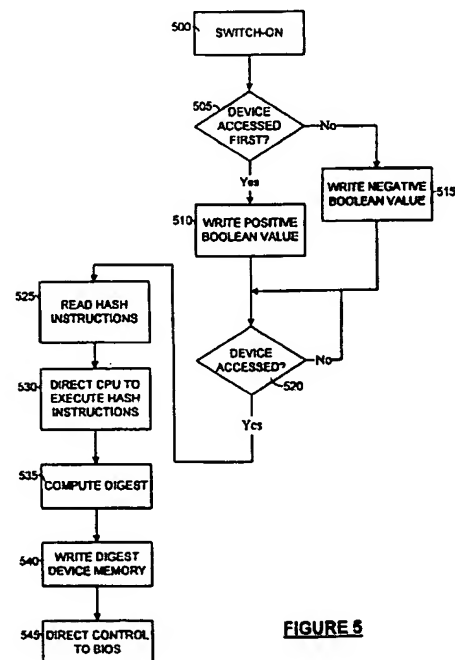 500
SWITCH-ON
505
DEVICE
ACCESSED
FIRST?
No
Yes
WRITE NEGATIVE
BOOLEAN VALUE
515
510
WRITE POSITIVE
BOOLEAN VALUE
525
READ HASH
INSTRUCTIONS
DEVICE
ACCESSED?
No
520
Yes
530
DIRECT CPU TO
EXECUTE HASH
INSTRUCTIONS
535
COMPUTE DIGEST
540
WRITE DIGEST
DEVICE MEMORY
545
DIRECT CONTROL
TO BIOS
FIGURE 5